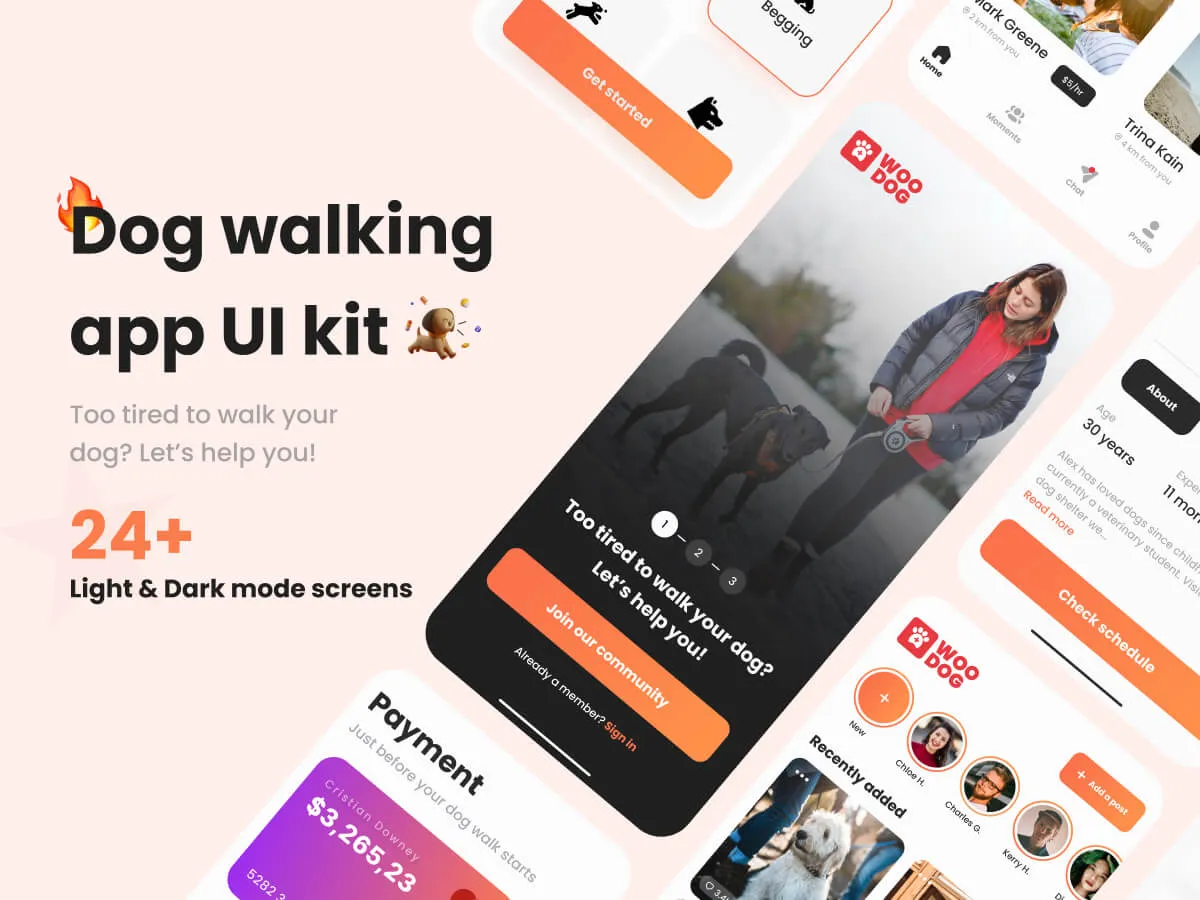 Dog walking
app UI kit
Too tired to walk your
dog? Let's help you!
24+
Light & Dark mode screens
Begging
Get started
Mark Greene
2 km from you
$5/hr
Trina Kain
4 km from you
Home
Moments
Chat
Profile
WOO
DOG
1
2
3
Too tired to walk your dog?
Let's help you!
Join our community
Already a member? Sign in
About
Age
30 years
11 mon
Alex has loved dogs since childh
currently a veterinary student. Visi
dog shelter we...
Read more
Check schedule
WOO
DOG
+ Add a post
New
Chloe H.
Charles G.
Kerry H.
Recently added
Payment
Just before your dog walk starts
Cristian Downey
$3,265,23
5282 3